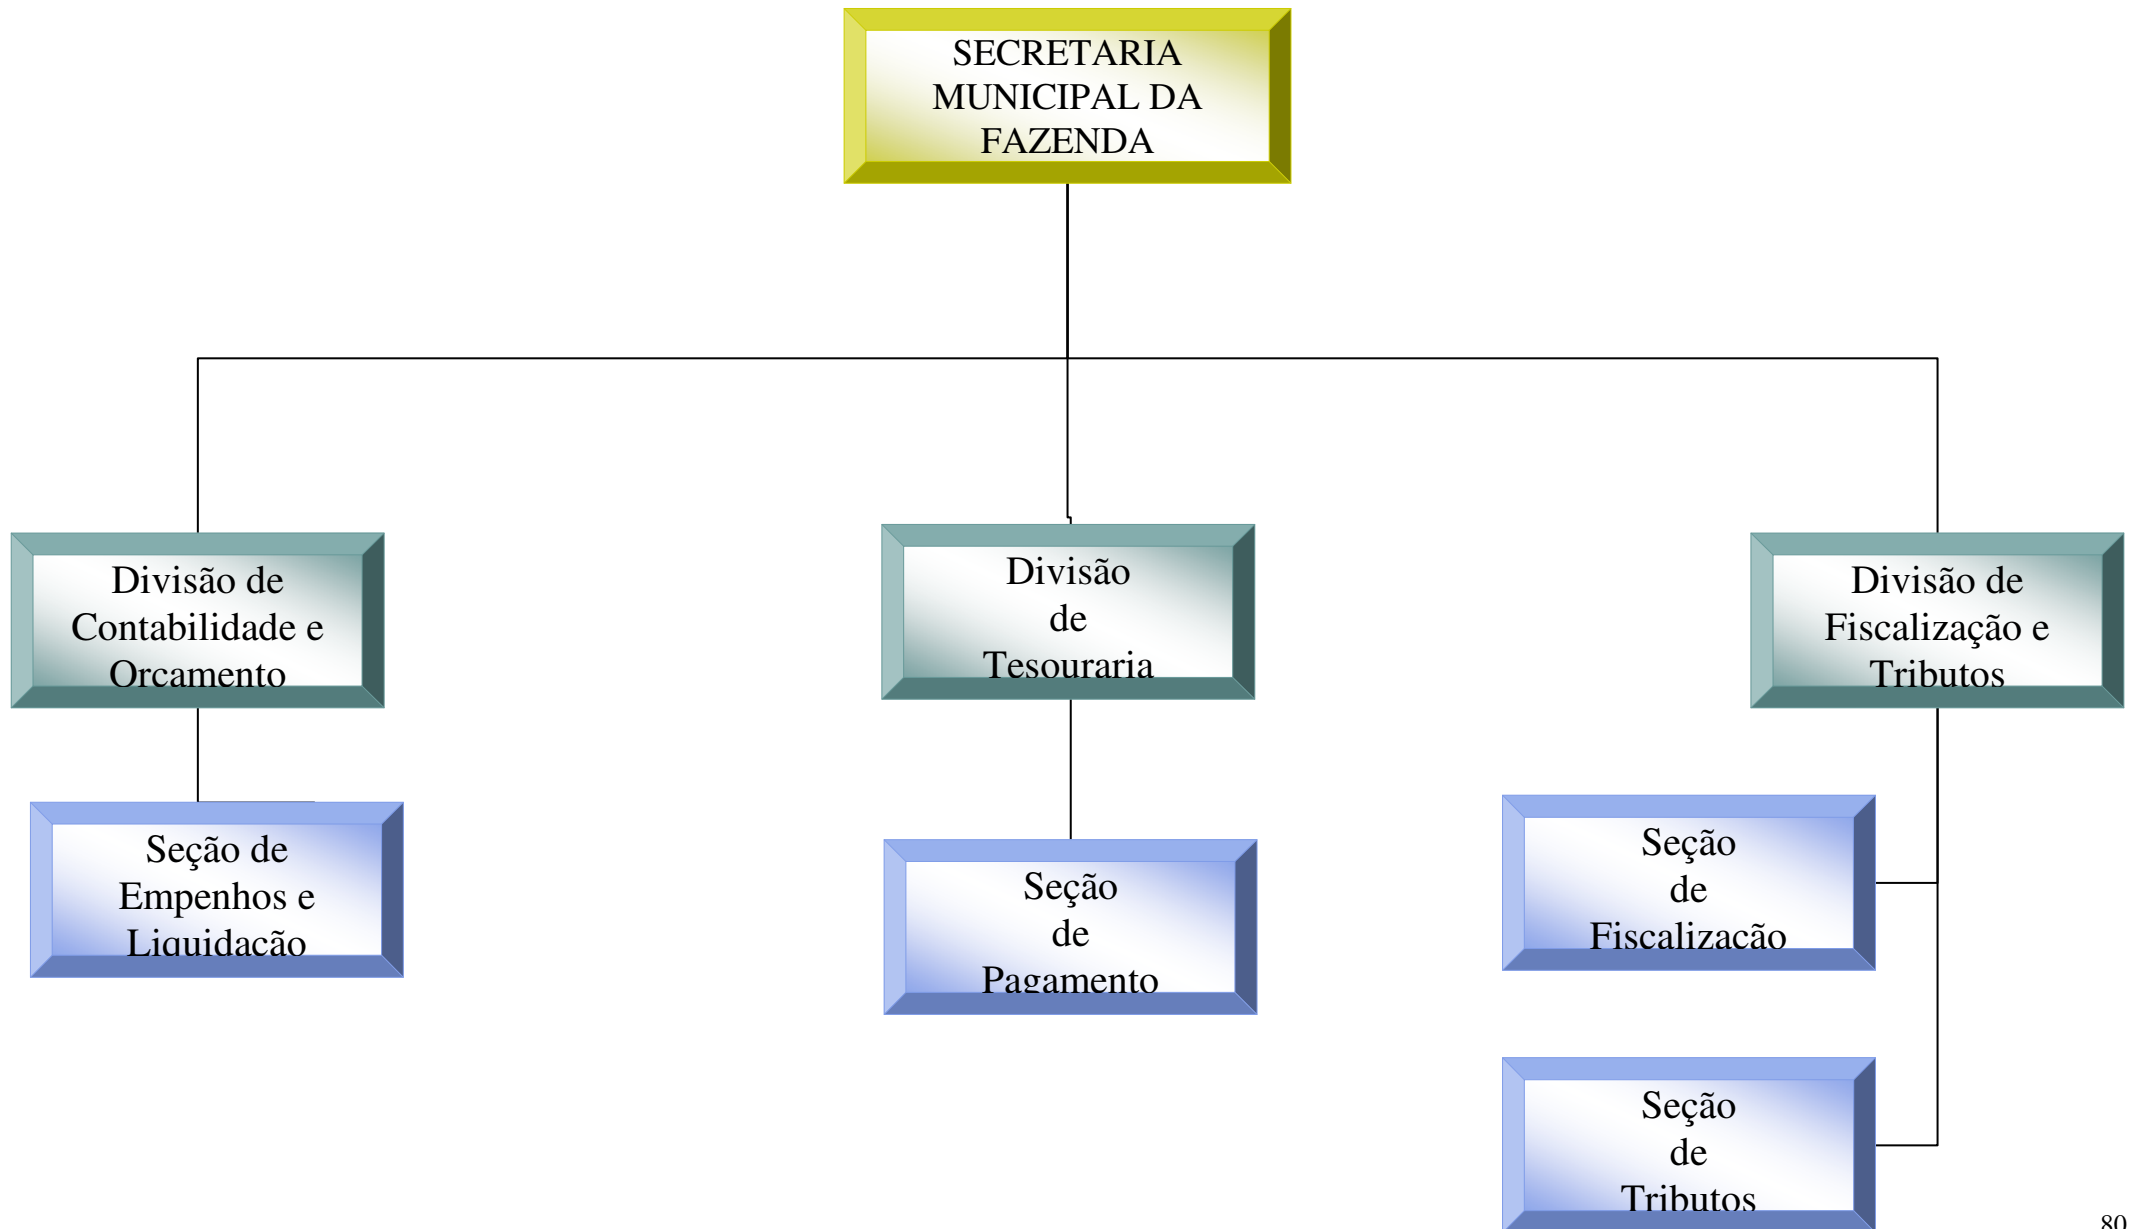 SECRETARIA
MUNICIPAL DA
FAZENDA
Divisão de
Contabilidade e
Orçamento
Divisão
de
Tesouraria
Divisão de
Fiscalização e
Tributos
Seção de
Empenhos e
Liquidação
Seção
de
Pagamento
Seção
de
Fiscalização
Seção
de
Tributos
80